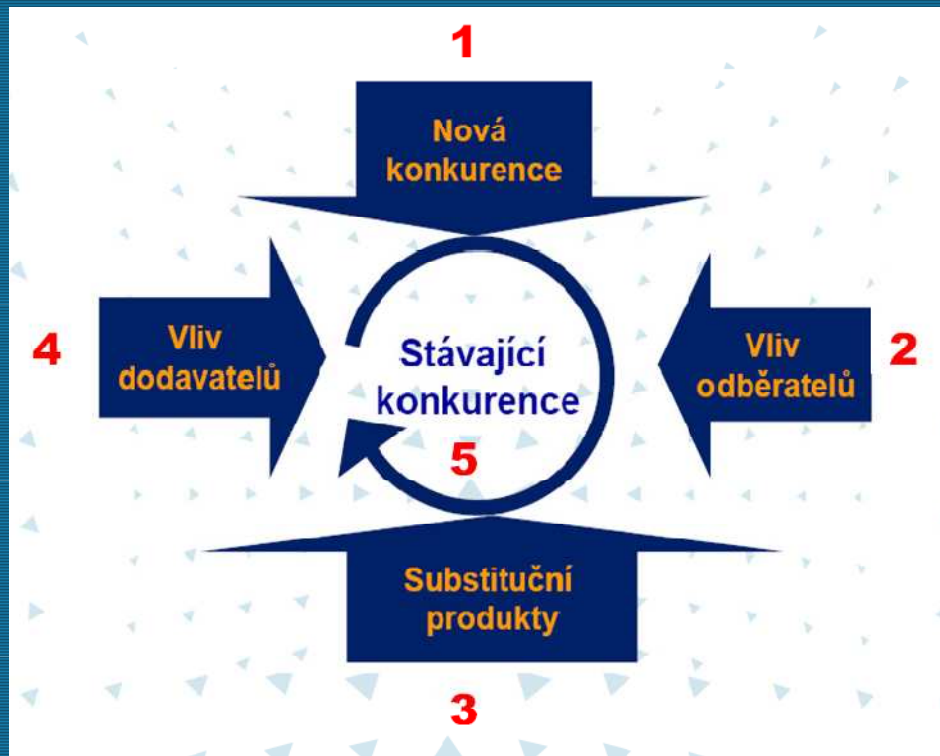 1
Nová
konkurence
4
Vliv
dodavatelů
Stávající
konkurence
5
Vliv
odběratelů
2
Substituční
produkty
3